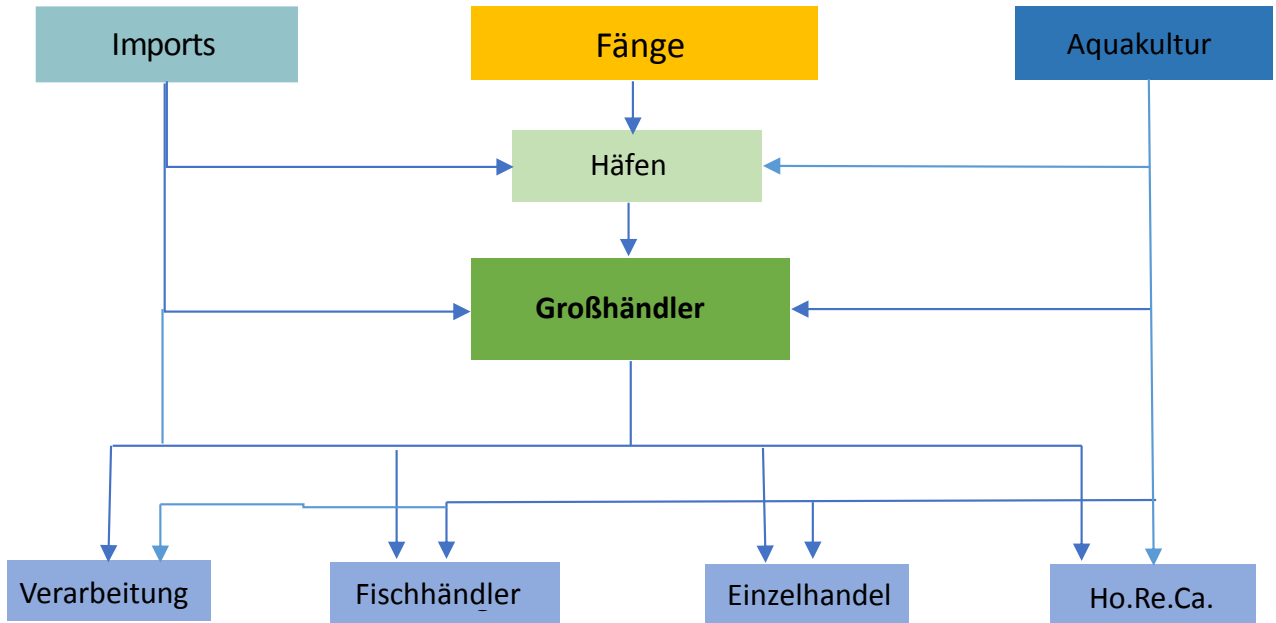 Imports
Fänge
Aquakultur
Häfen
Großhändler
Verarbeitung
Fischhändler
Einzelhandel
Ho.Re.Ca.